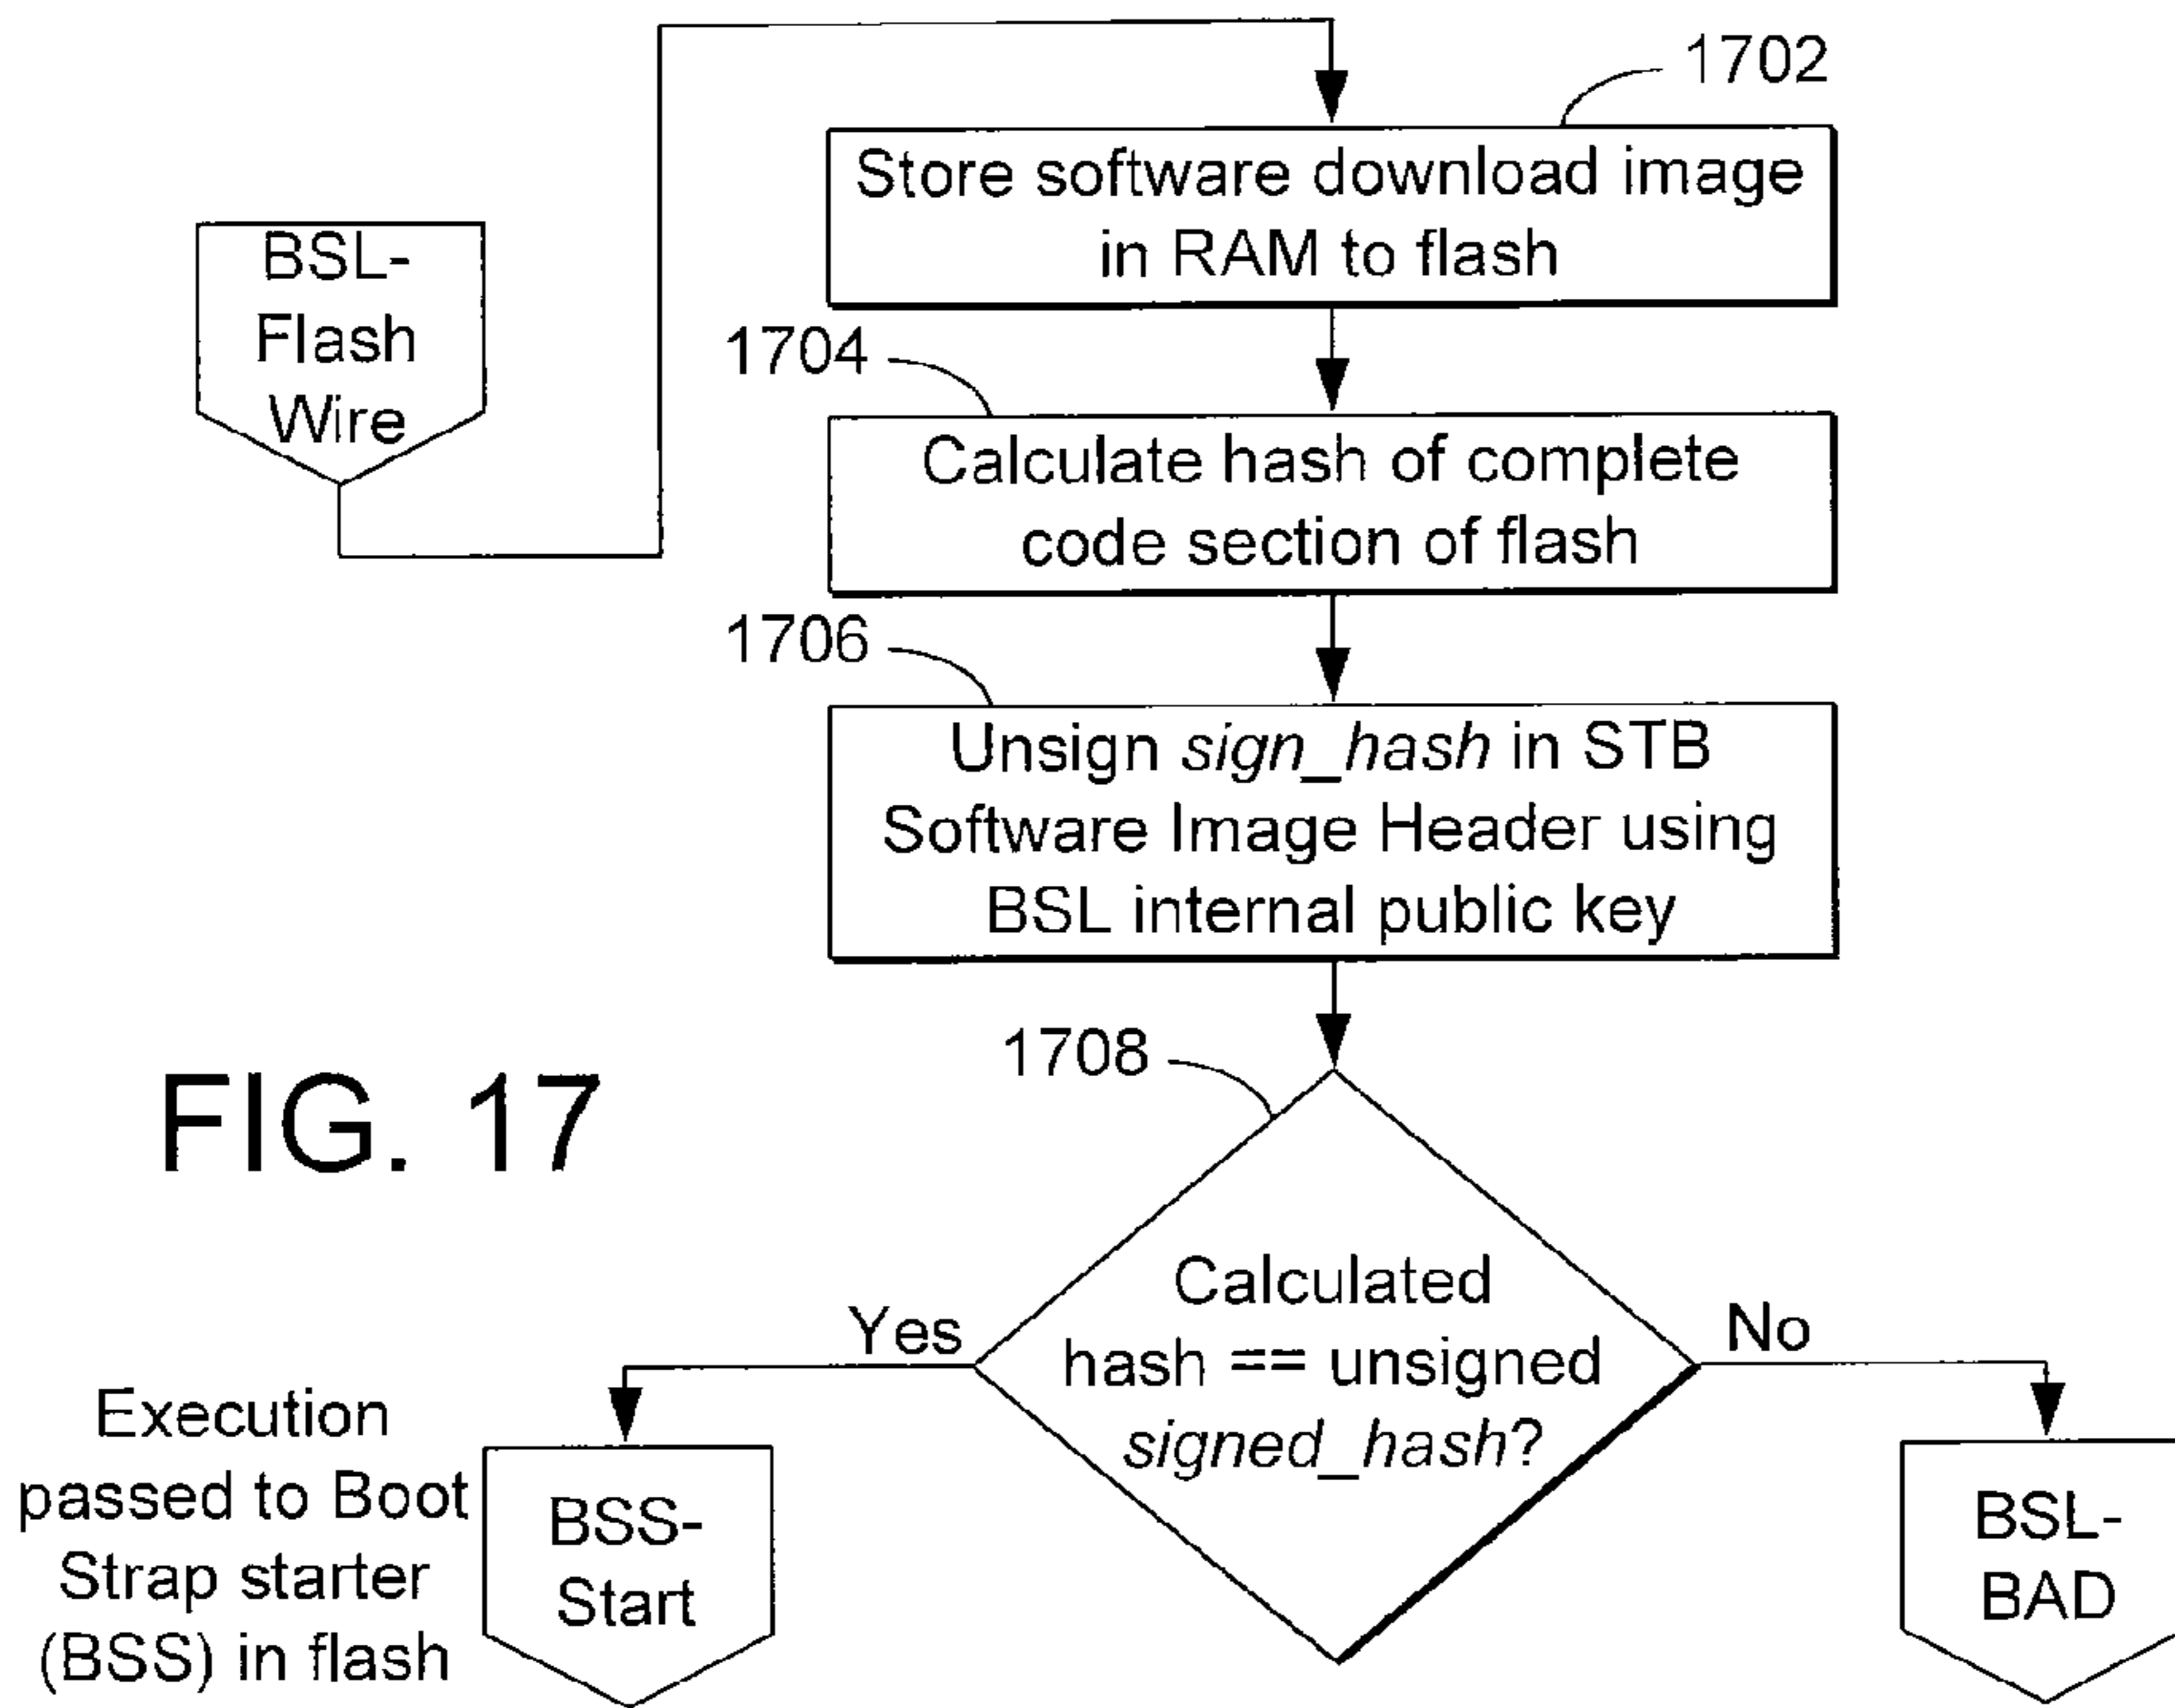 1702
Store software download image
in RAM to flash
BSL-
Flash
Wire
1704
Calculate hash of complete
code section of flash
1706
Unsign sign_hash in STB
Software Image Header using
BSL internal public key
1708
FIG. 17
Calculated
hash == unsigned
signed_hash?
Yes
No
Execution
passed to Boot
Strap starter
(BSS) in flash
BSS-
Start
BSL-
BAD